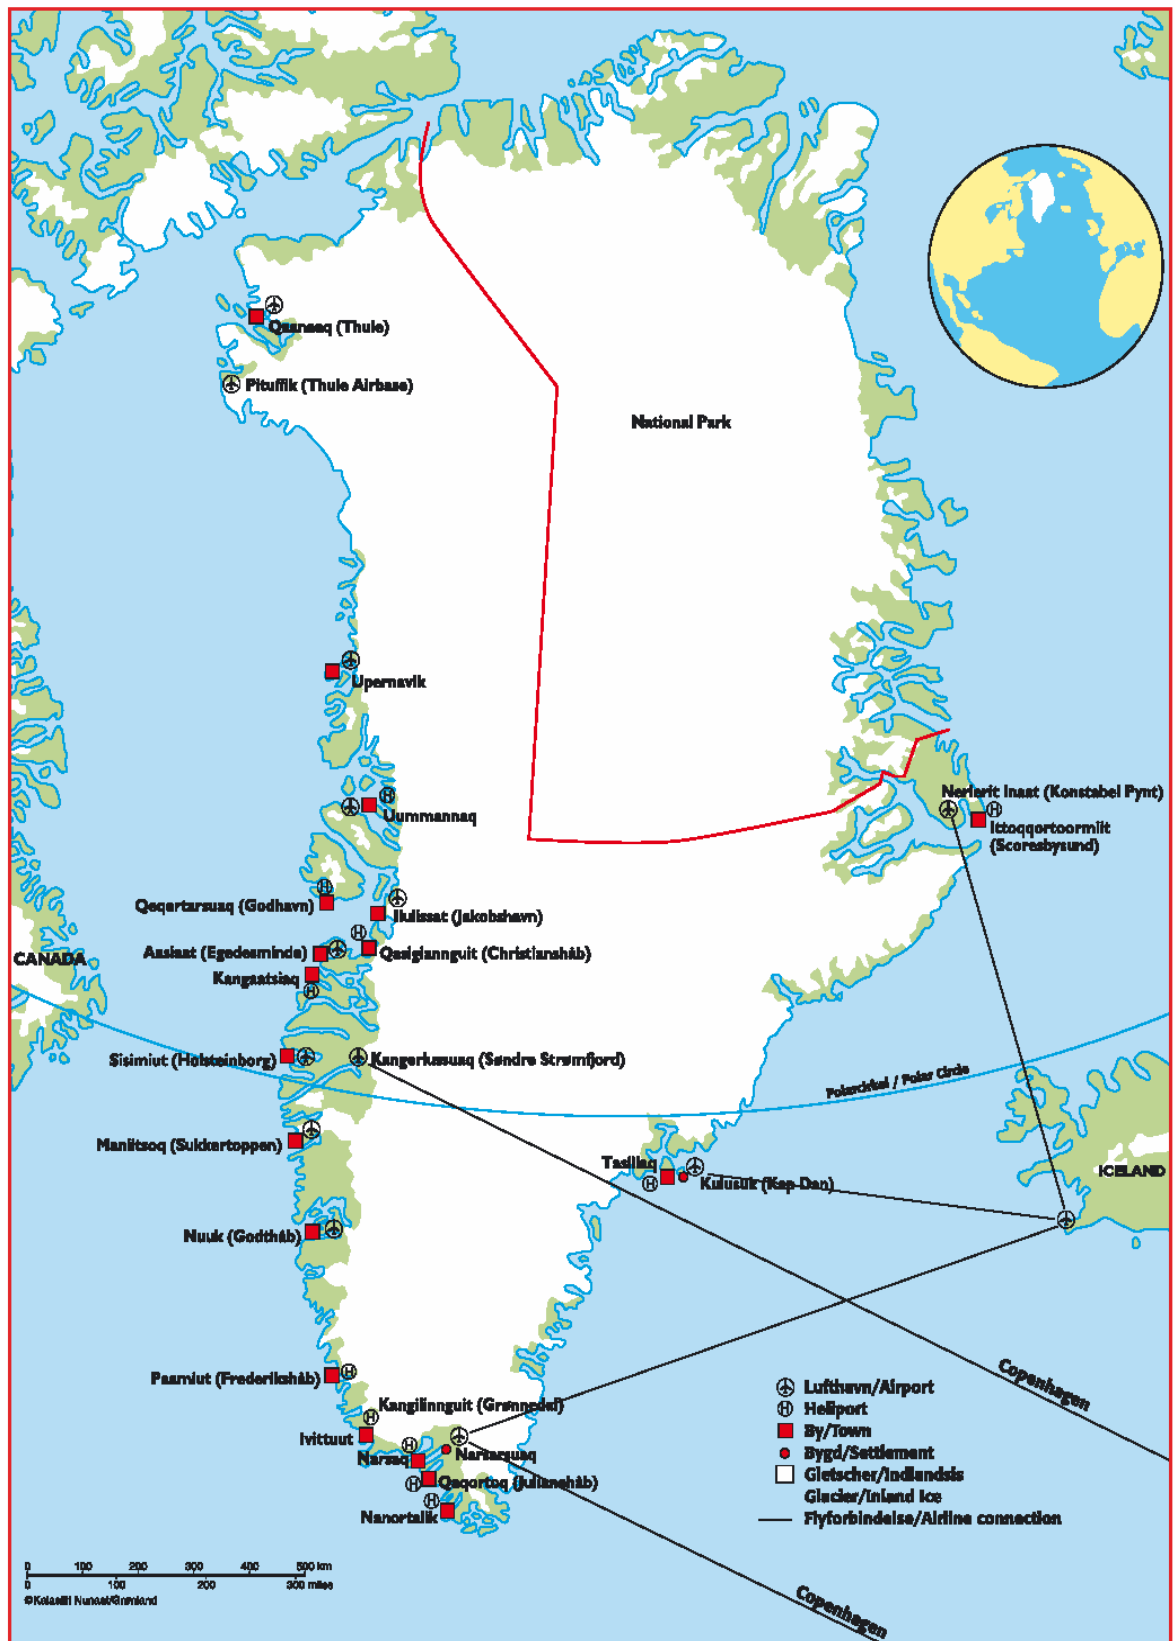 Qaanaaq (Thule)
Pituffik (Thule Airbase)
National Park
Upernavik
Nerlerit Inaat (Konstabel Pynt)
Uummannaq
Ittoqqortoormiit
(Scoresbysund)
Qeqertarsuaq (Godhavn)
Ilulissat (Jakobshavn)
Aasiaat (Egedesminde)
Qasigiannguit (Christianshåb)
CANADA
Kangaatsiaq
Sisimiut (Holsteinborg)
Kangerlussuaq (Søndre Strømfjord)
Polarcirkel / Polar Circle
Maniitsoq (Sukkertoppen)
Tasiilaq
ICELAND
Kulusuk (Kap Dan)
Nuuk (Godthåb)
Copenhagen
Paamiut (Frederikshåb)
Kangilinnguit (Grønnedal)
Ivittuut
Narsaq
Narsarsuaq
Qaqortoq (Julianehåb)
Nanortalik
Lufthavn/Airport
H Heliport
By/Town
Bygd/Settlement
Gletscher/Indlandsis
Glacier/Inland Ice
Flyforbindelse/Airline connection
0 100 200 300 400 500 km
0 100 200 300 miles
©Kalaallit Nunaat/Grønland
Copenhagen